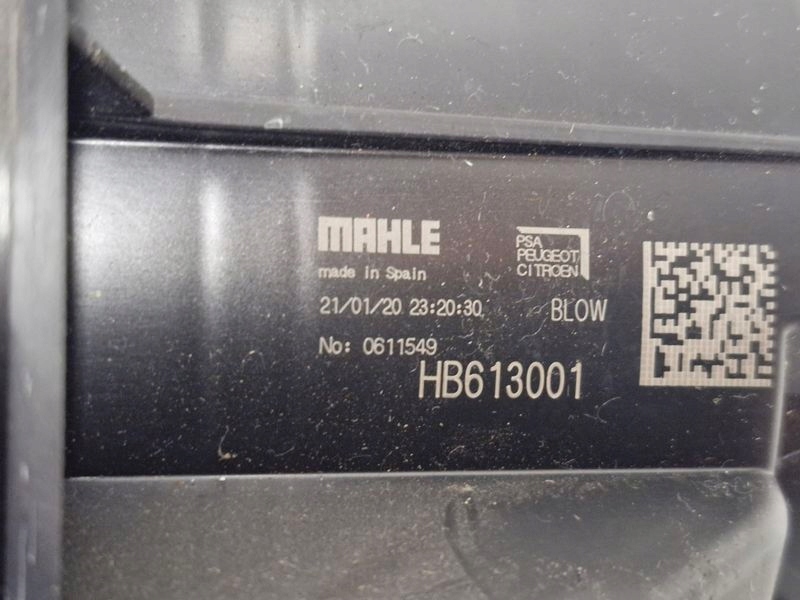 MAHLE
made in Spain
PSA
PEUGEOT
CITROEN
21/01/20 23:20:30 BLOW
No: 0611549
HB613001